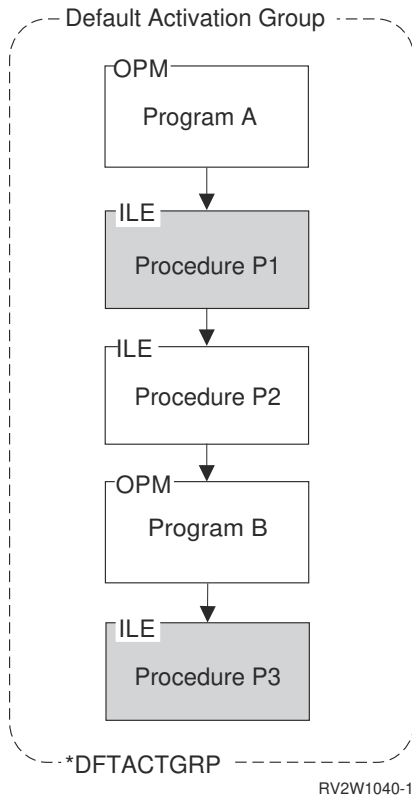 Default Activation Group
OPM
Program A
ILE
Procedure P1
ILE
Procedure P2
OPM
Program B
ILE
Procedure P3
*DFTACTGRP
RV2W1040-1